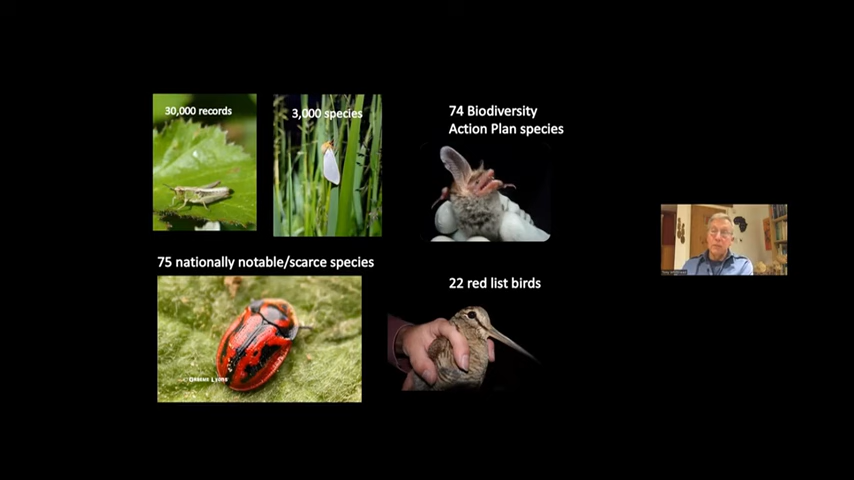 30,000 records
3,000 species
74 Biodiversity
Action Plan species
75 nationally notable/scarce species
22 red list birds